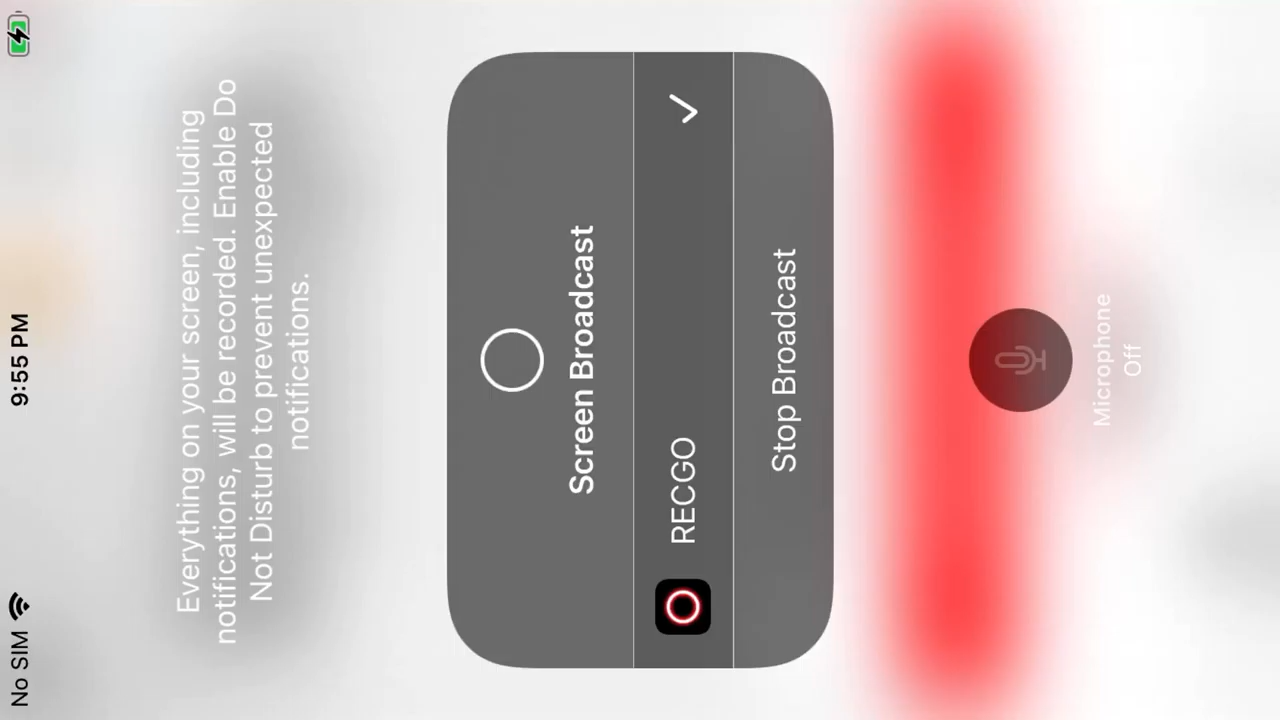 No SIM 9:55 PM
Everything on your screen, including
notifications, will be recorded. Enable Do
Not Disturb to prevent unexpected
notifications.
Screen Broadcast
RECGO
Stop Broadcast
Microphone
Off